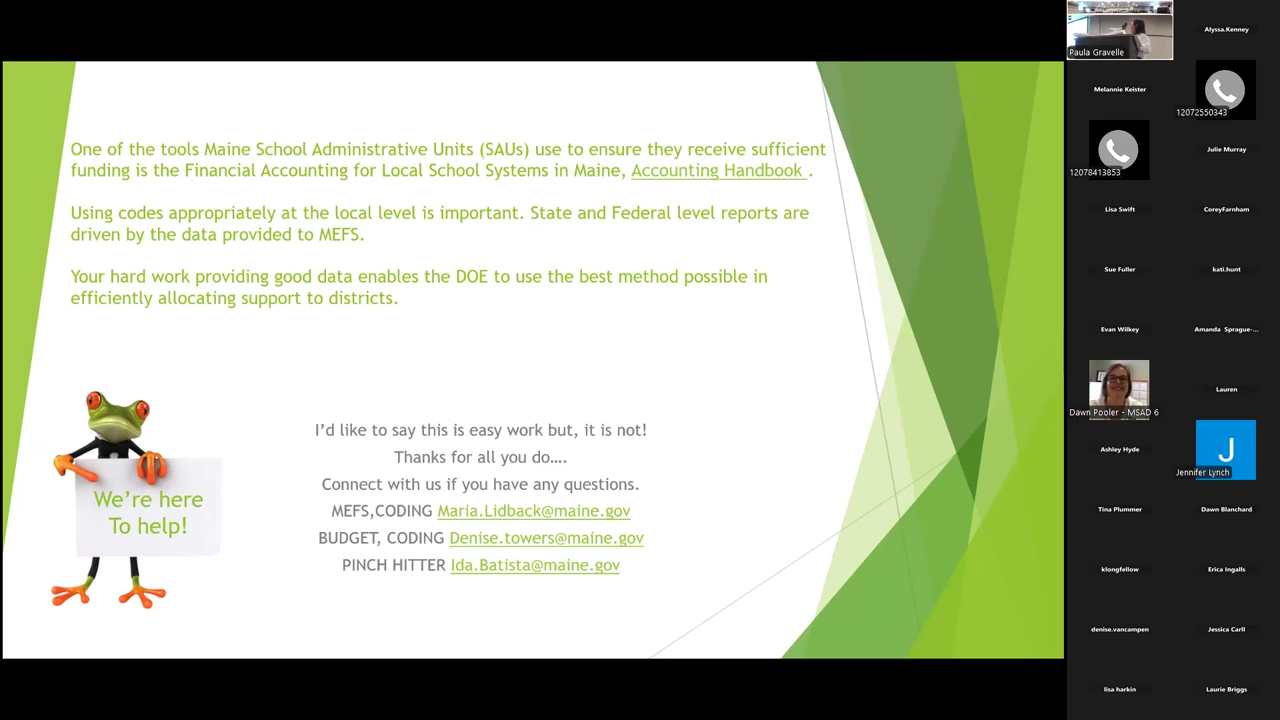 One of the tools Maine School Administrative Units (SAUs) use to ensure they receive sufficient
funding is the Financial Accounting for Local School Systems in Maine, Accounting Handbook .
Using codes appropriately at the local level is important. State and Federal level reports are
driven by the data provided to MEFS.
Your hard work providing good data enables the DOE to use the best method possible in
efficiently allocating support to districts.
We're here
To help!
I'd like to say this is easy work but, it is not!
Thanks for all you do….
Connect with us if you have any questions.
MEFS,CODING Maria.Lidback@maine.gov
BUDGET, CODING Denise.towers@maine.gov
PINCH HITTER Ida.Batista@maine.gov
Paula Gravelle
Alyssa.Kenney
Melannie Keister
12072550343
12078413853
Julie Murray
Lisa Swift
CoreyFarnham
Sue Fuller
kati.hunt
Evan Wilkey
Amanda Sprague-...
Dawn Pooler - MSAD 6
Lauren
Ashley Hyde
J
Jennifer Lynch
Tina Plummer
Dawn Blanchard
klongfellow
Erica Ingalls
denise.vancampen
Jessica Carll
lisa harkin
Laurie Briggs